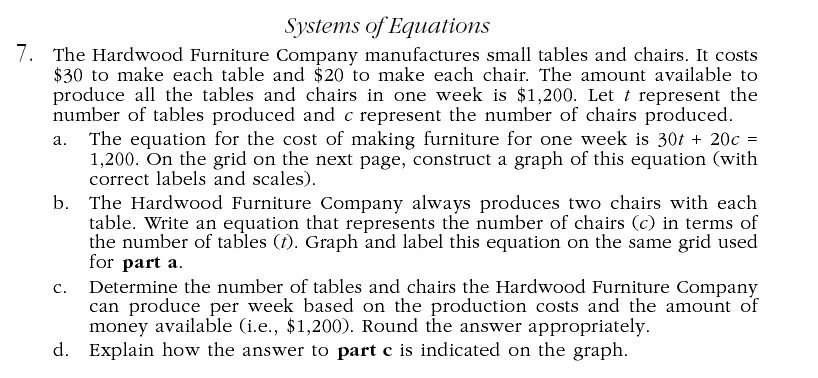 Systems of Equations
7. The Hardwood Furniture Company manufactures small tables and chairs. It costs
$30 to make each table and $20 to make each chair. The amount available to
produce all the tables and chairs in one week is $1,200. Let t represent the
number of tables produced and c represent the number of chairs produced.
a. The equation for the cost of making furniture for one week is 30t + 20c =
1,200. On the grid on the next page, construct a graph of this equation (with
correct labels and scales).
b. The Hardwood Furniture Company always produces two chairs with each
table. Write an equation that represents the number of chairs (c) in terms of
the number of tables (t). Graph and label this equation on the same grid used
for part a.
c. Determine the number of tables and chairs the Hardwood Furniture Company
can produce per week based on the production costs and the amount of
money available (i.e., $1,200). Round the answer appropriately.
d. Explain how the answer to part c is indicated on the graph.